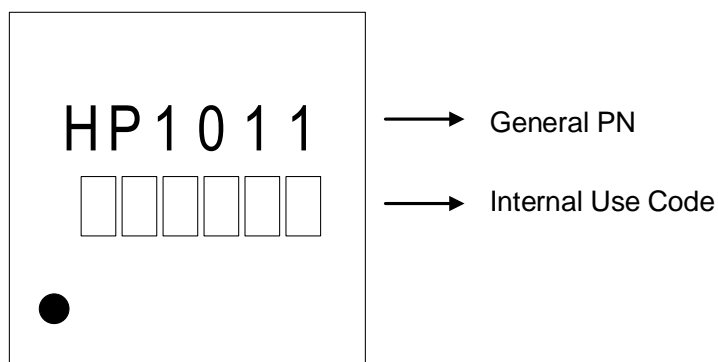 HP1011
General PN
Internal Use Code